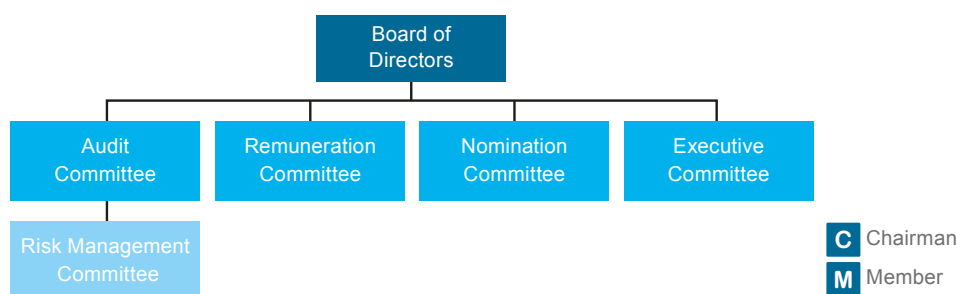 Board of
Directors
Audit
Committee
Remuneration
Committee
Nomination
Committee
Executive
Committee
Risk Management
Committee
C Chairman
M Member